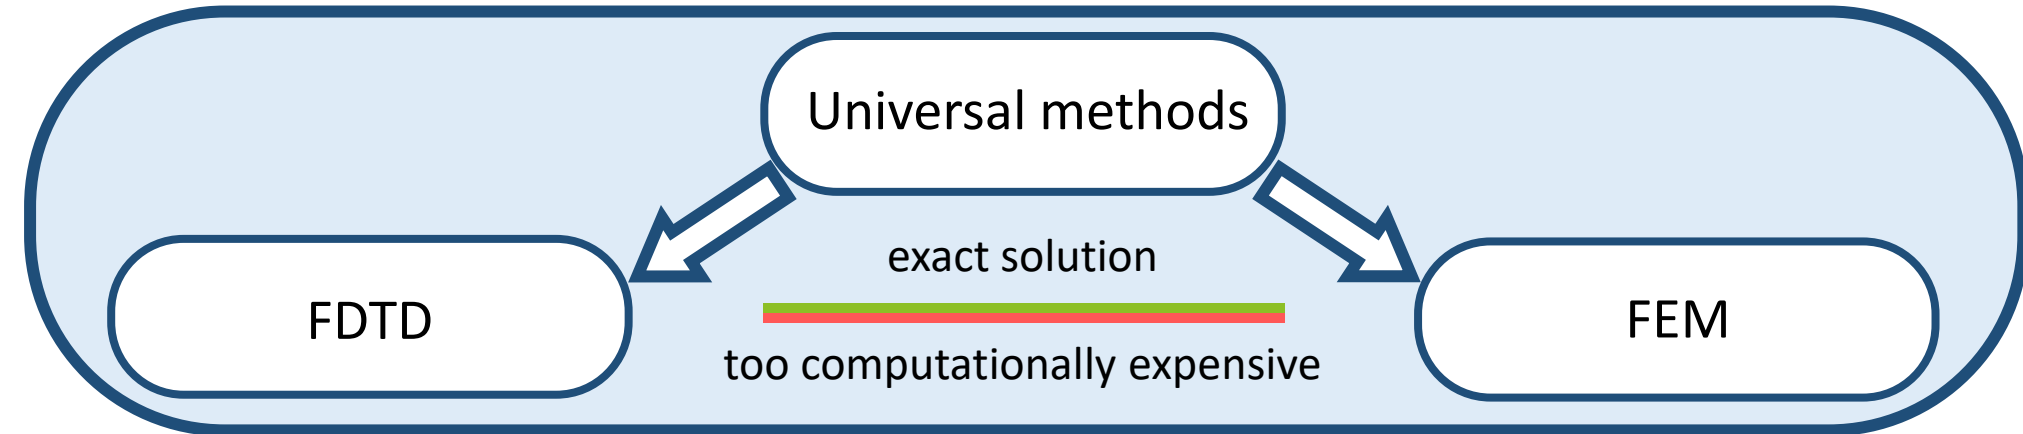 Universal methods
exact solution
FDTD
FEM
too computationally expensive